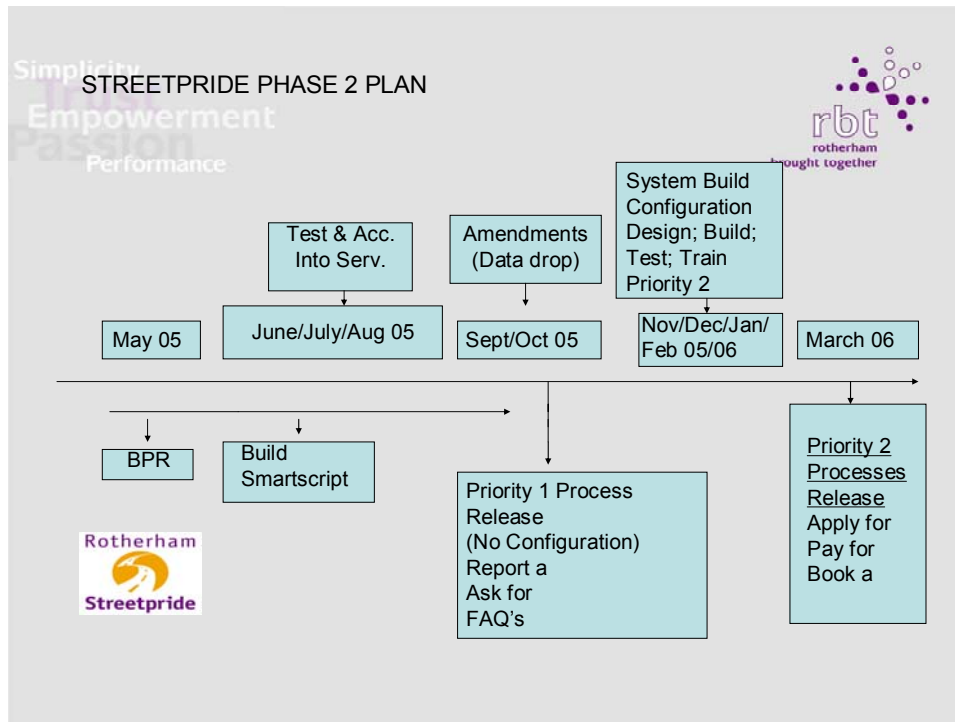 Simplicity
STREETPRIDE PHASE 2 PLAN
Trust
Empowerment
Passion
Performance
rbt
rotherham
brought together
Test & Acc.
Into Serv.
Amendments
(Data drop)
System Build
Configuration
Design; Build;
Test; Train
Priority 2
May 05
June/July/Aug 05
Sept/Oct 05
Nov/Dec/Jan/
Feb 05/06
March 06
BPR
Build
Smartscript
Priority 1 Process
Release
(No Configuration)
Report a
Ask for
FAQ's
Priority 2
Processes
Release
Apply for
Pay for
Book a
Rotherham
Streetpride